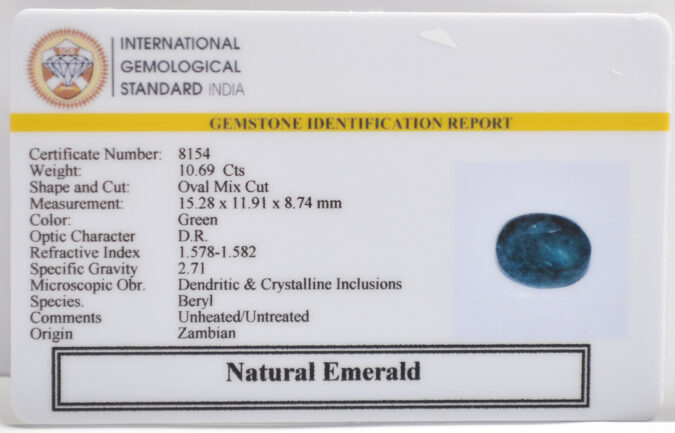 INTERNATIONAL
GEMOLOGICAL
STANDARD INDIA
GEMSTONE IDENTIFICATION REPORT
Certificate Number: 8154
Weight: 10.69 Cts
Shape and Cut: Oval Mix Cut
Measurement: 15.28 x 11.91 x 8.74 mm
Color: Green
Optic Character D.R.
Refractive Index 1.578-1.582
Specific Gravity 2.71
Microscopic Obr. Dendritic & Crystalline Inclusions
Species. Beryl
Comments Unheated/Untreated
Origin Zambian
Natural Emerald